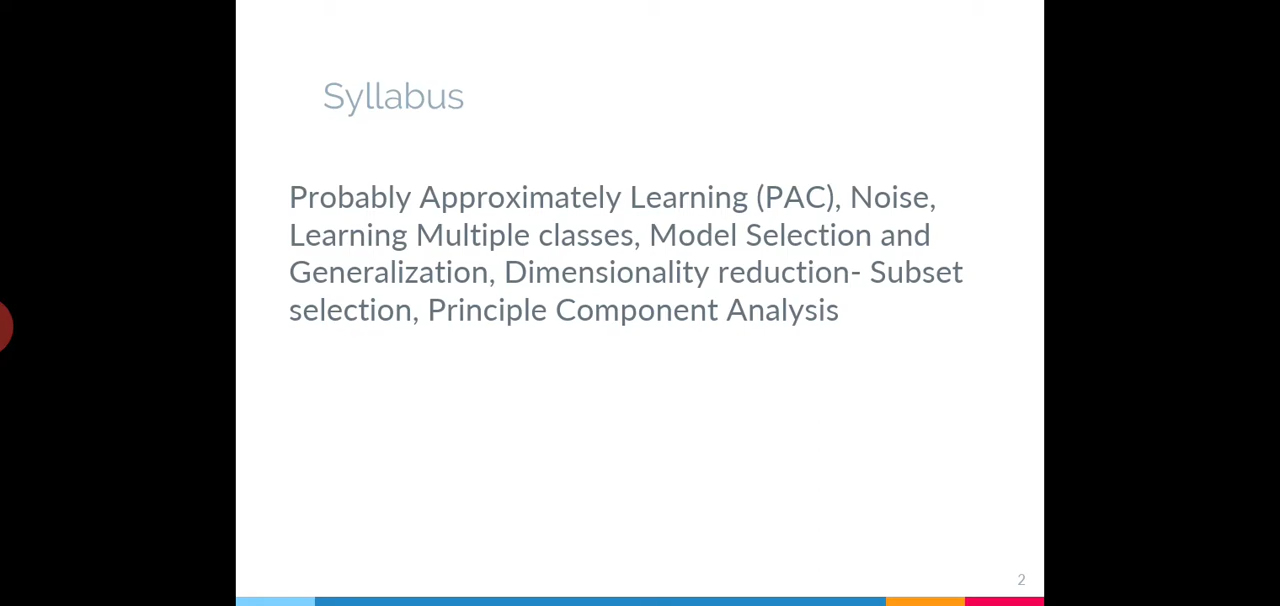 Syllabus
Probably Approximately Learning (PAC), Noise,
Learning Multiple classes, Model Selection and
Generalization, Dimensionality reduction- Subset
selection, Principle Component Analysis
2